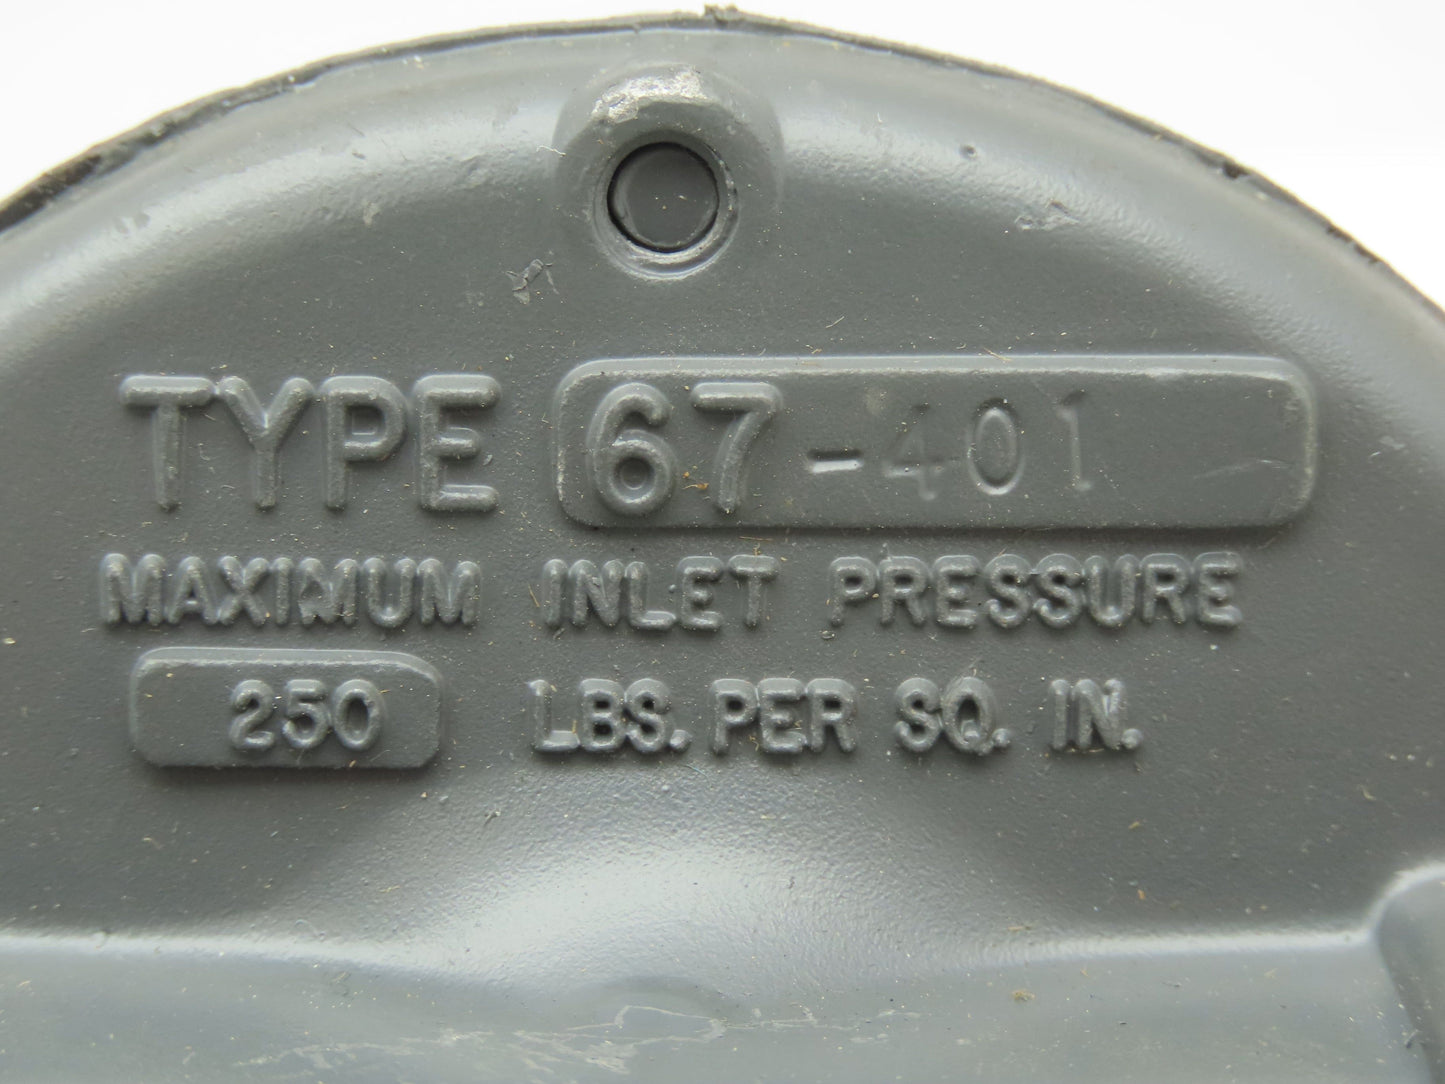 TYPE 67-401
MAXIMUM INLET PRESSURE
250 LBS. PER SQ. IN.